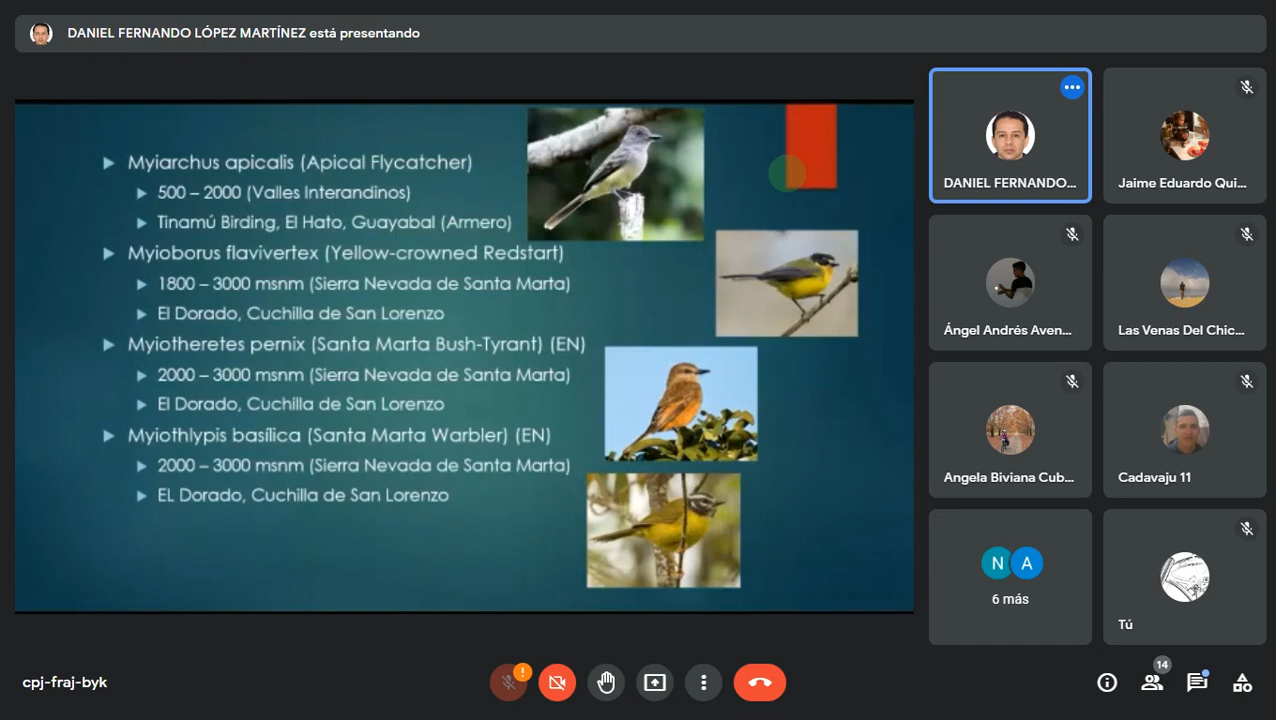 DANIEL FERNANDO LÓPEZ MARTÍNEZ está presentando
Myiarchus apicalis (Apical Flycatcher)
500 – 2000 (Valles Interandinos)
Tinamú Birding, El Hato, Guayabal (Armero)
Myioborus flavivertex (Yellow-crowned Redstart)
1800 – 3000 msnm (Sierra Nevada de Santa Marta)
El Dorado, Cuchilla de San Lorenzo
Myiotheretes pernix (Santa Marta Bush-Tyrant) (EN)
2000 – 3000 msnm (Sierra Nevada de Santa Marta)
El Dorado, Cuchilla de San Lorenzo
Myiothlypis basílica (Santa Marta Warbler) (EN)
2000 – 3000 msnm (Sierra Nevada de Santa Marta)
EL Dorado, Cuchilla de San Lorenzo
DANIEL FERNANDO...
Jaime Eduardo Qui...
Ángel Andrés Aven...
Las Venas Del Chic...
Angela Biviana Cub...
Cadavaju 11
N A
6 más
Tú
cpj-fraj-byk
!
14